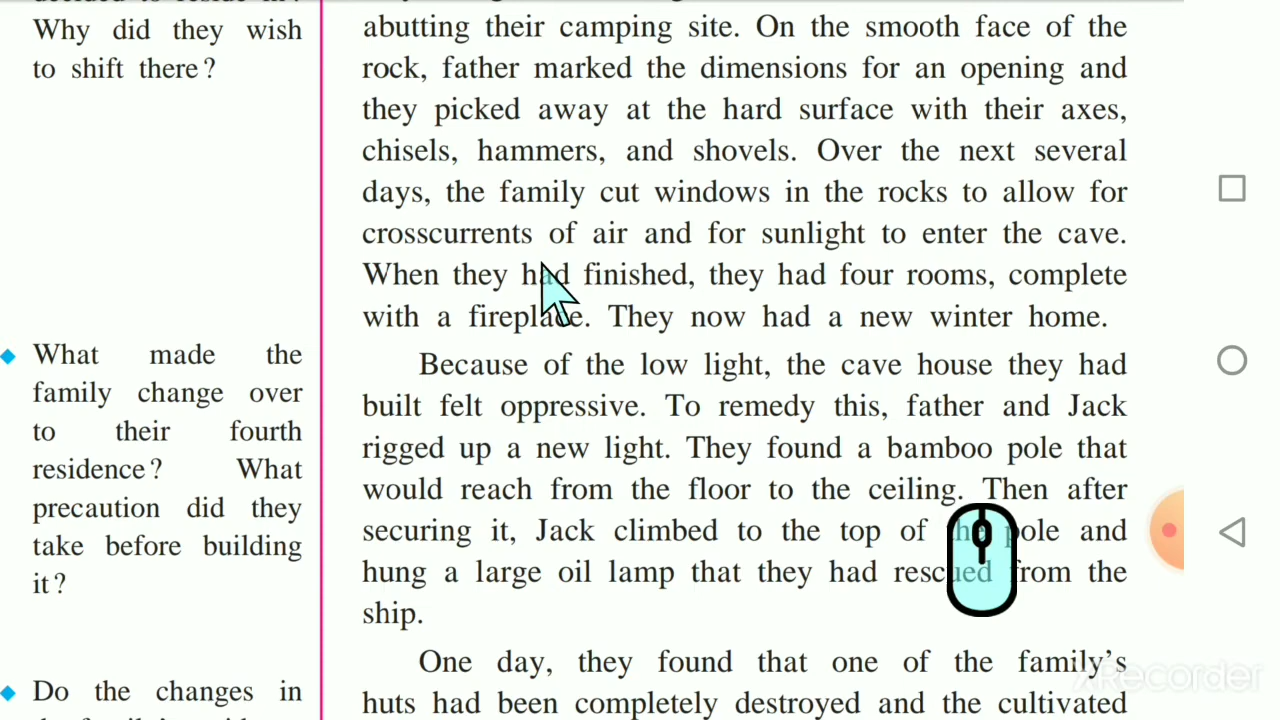 Why did they wish
to shift there?
What made the
family change over
to their fourth
residence? What
precaution did they
take before building
it?
Do the changes in
abutting their camping site. On the smooth face of the
rock, father marked the dimensions for an opening and
they picked away at the hard surface with their axes,
chisels, hammers, and shovels. Over the next several
days, the family cut windows in the rocks to allow for
crosscurrents of air and for sunlight to enter the cave.
When they had finished, they had four rooms, complete
with a fireplace. They now had a new winter home.
Because of the low light, the cave house they had
built felt oppressive. To remedy this, father and Jack
rigged up a new light. They found a bamboo pole that
would reach from the floor to the ceiling. Then after
securing it, Jack climbed to the top of the pole and
hung a large oil lamp that they had rescued from the
ship.
One day, they found that one of the family's
huts had been completely destroyed and the cultivated
XRecorder